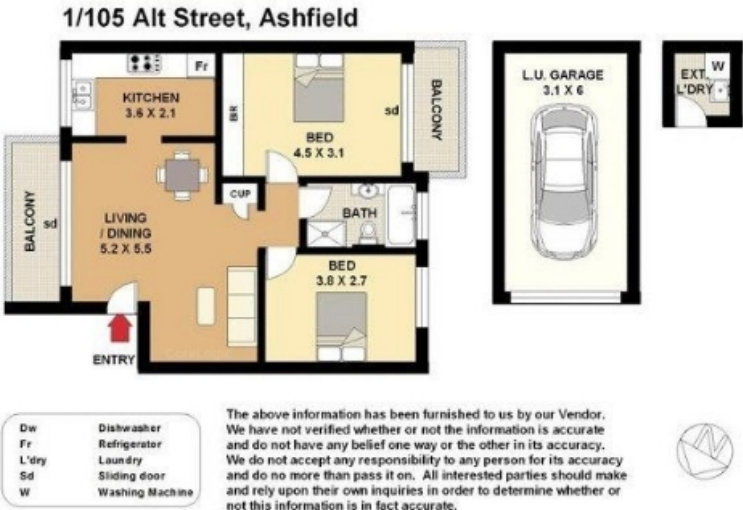 1/105 Alt Street, Ashfield
KITCHEN
3.6 X 2.1
Fr
BIR
BED
4.5 X 3.1
sd
BALCONY
L.U. GARAGE
3.1 X 6
EXT.
L'DRY
W
BALCONY
sd
LIVING
/ DINING
5.2 X 5.5
CUP
BATH
BED
3.8 X 2.7
ENTRY
Dw Dishwasher
Fr Refrigerator
L'dry Laundry
Sd Sliding door
W Washing Machine
The above information has been furnished to us by our Vendor.
We have not verified whether or not the information is accurate
and do not have any belief one way or the other in its accuracy.
We do not accept any responsibility to any person for its accuracy
and do no more than pass it on. All interested parties should make
and rely upon their own inquiries in order to determine whether or
not this information is in fact accurate.
N